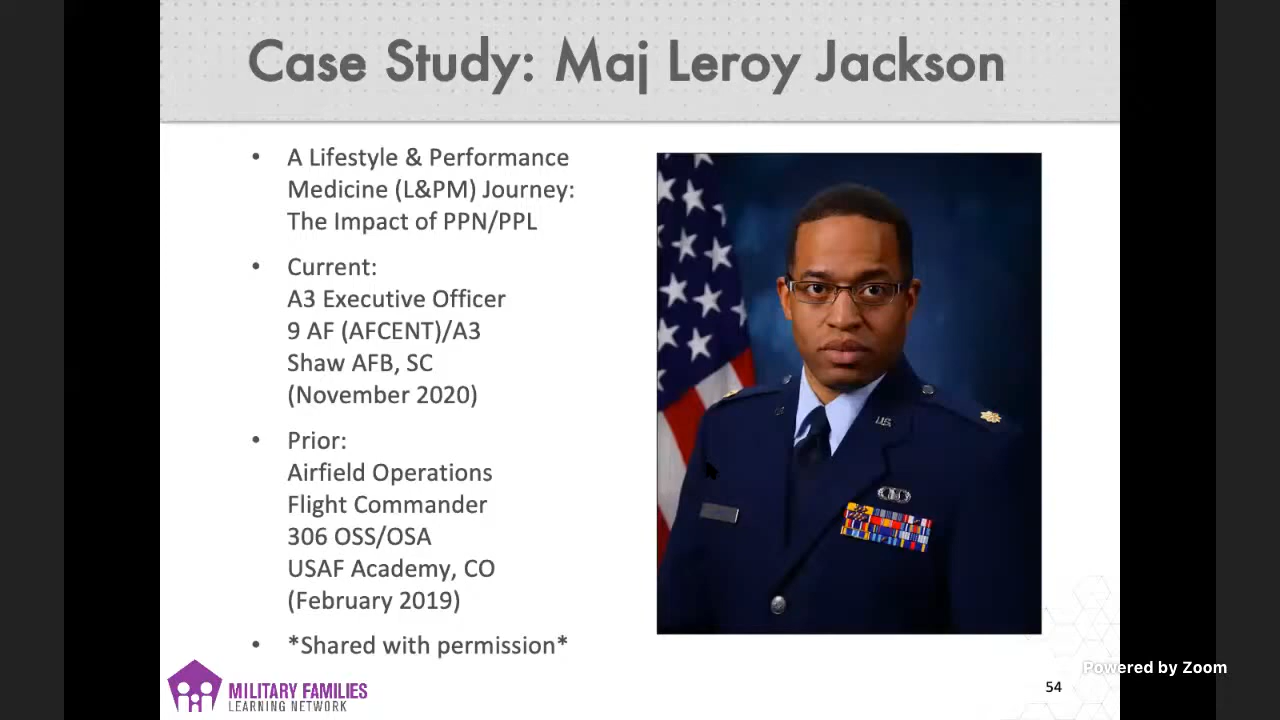 Case Study: Maj Leroy Jackson
• A Lifestyle & Performance
Medicine (L&PM) Journey:
The Impact of PPN/PPL
• Current:
A3 Executive Officer
9 AF (AFCENT)/A3
Shaw AFB, SC
(November 2020)
• Prior:
Airfield Operations
Flight Commander
306 OSS/OSA
USAF Academy, CO
(February 2019)
• *Shared with permission*
U.S.
MILITARY FAMILIES
LEARNING NETWORK
54
Powered by Zoom